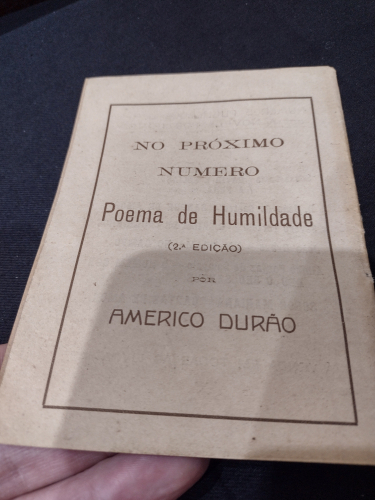 NO PRÓXIMO
NUMERO
Poema de Humildade
(2.ª EDIÇÃO)
POR
AMERICO DURÃO